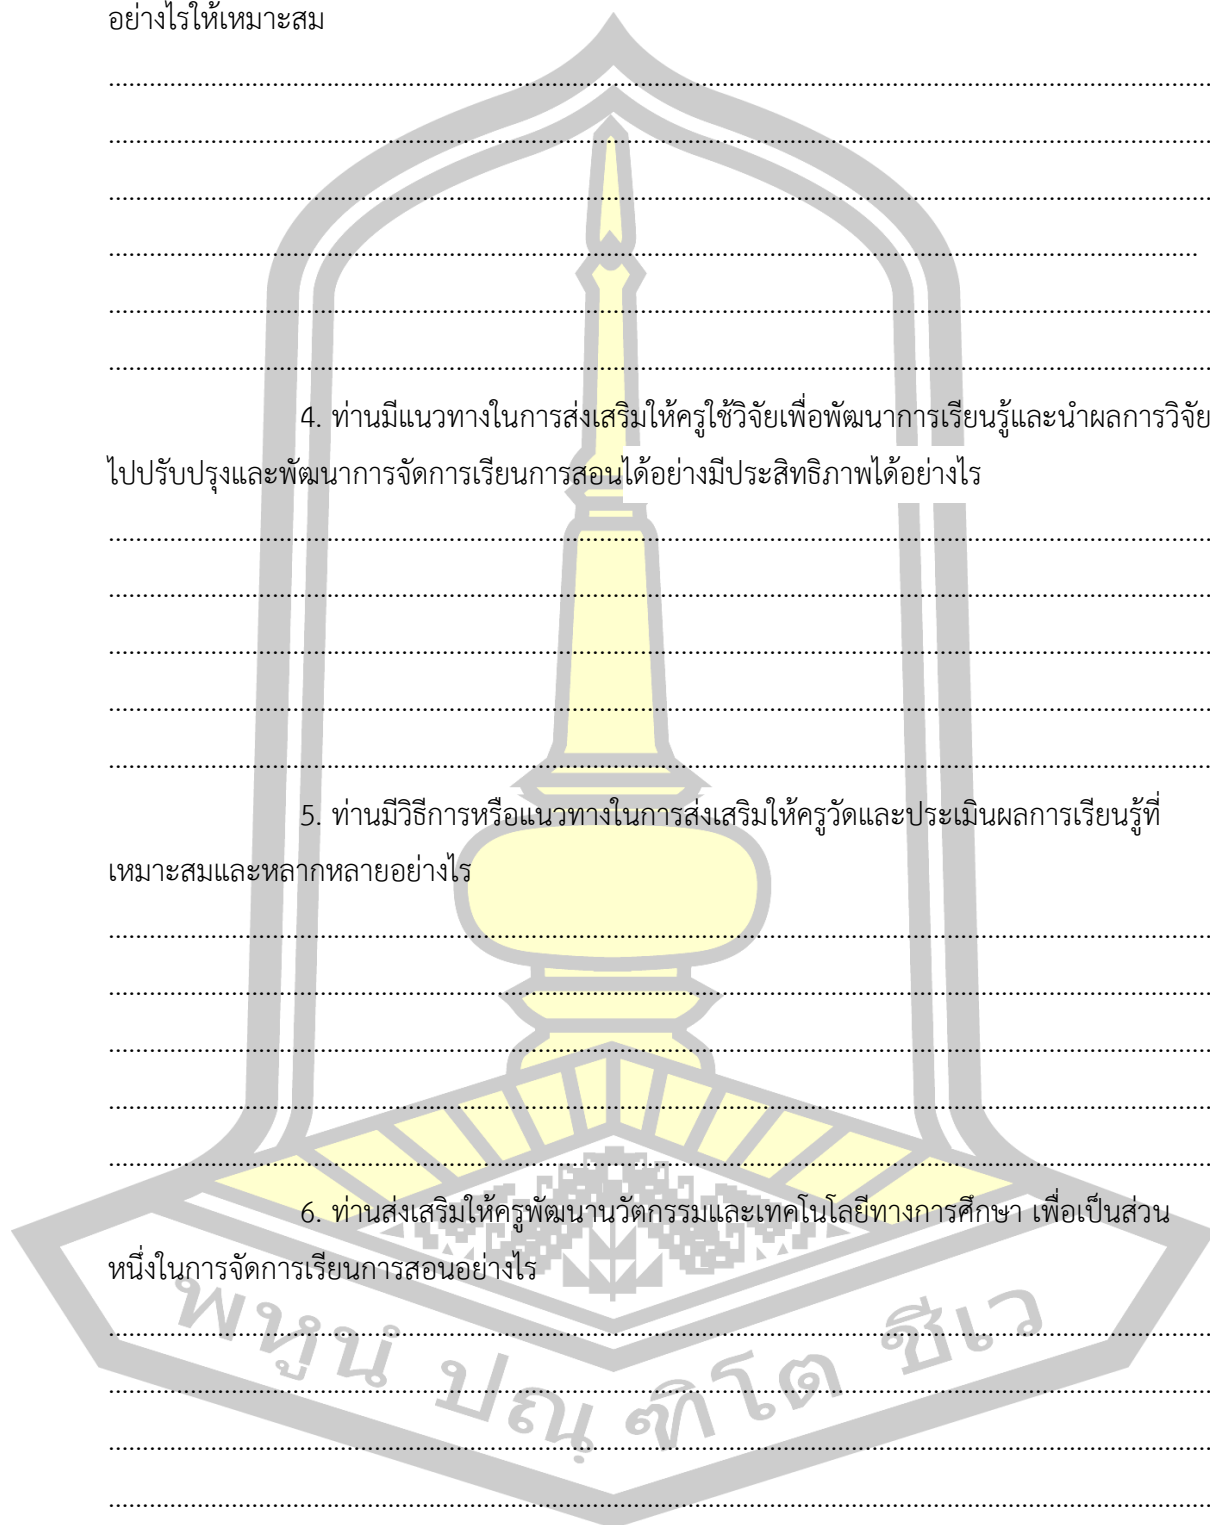 อย่างไรให้เหมาะสม
........................................................................................................................................
........................................................................................................................................
........................................................................................................................................
........................................................................................................................................
........................................................................................................................................
........................................................................................................................................
4. ท่านมีแนวทางในการส่งเสริมให้ครูใช้วิจัยเพื่อพัฒนาการเรียนรู้และนำผลการวิจัย
ไปปรับปรุงและพัฒนาการจัดการเรียนการสอนได้อย่างมีประสิทธิภาพได้อย่างไร
........................................................................................................................................
........................................................................................................................................
........................................................................................................................................
........................................................................................................................................
........................................................................................................................................
5. ท่านมีวิธีการหรือแนวทางในการส่งเสริมให้ครูวัดและประเมินผลการเรียนรู้ที่
เหมาะสมและหลากหลายอย่างไร
........................................................................................................................................
........................................................................................................................................
........................................................................................................................................
........................................................................................................................................
........................................................................................................................................
6. ท่านส่งเสริมให้ครูพัฒนานวัตกรรมและเทคโนโลยีทางการศึกษา เพื่อเป็นส่วน
หนึ่งในการจัดการเรียนการสอนอย่างไร
........................................................................................................................................
........................................................................................................................................
........................................................................................................................................
........................................................................................................................................
พหูนํ ปณฺฑิโต ชีเว